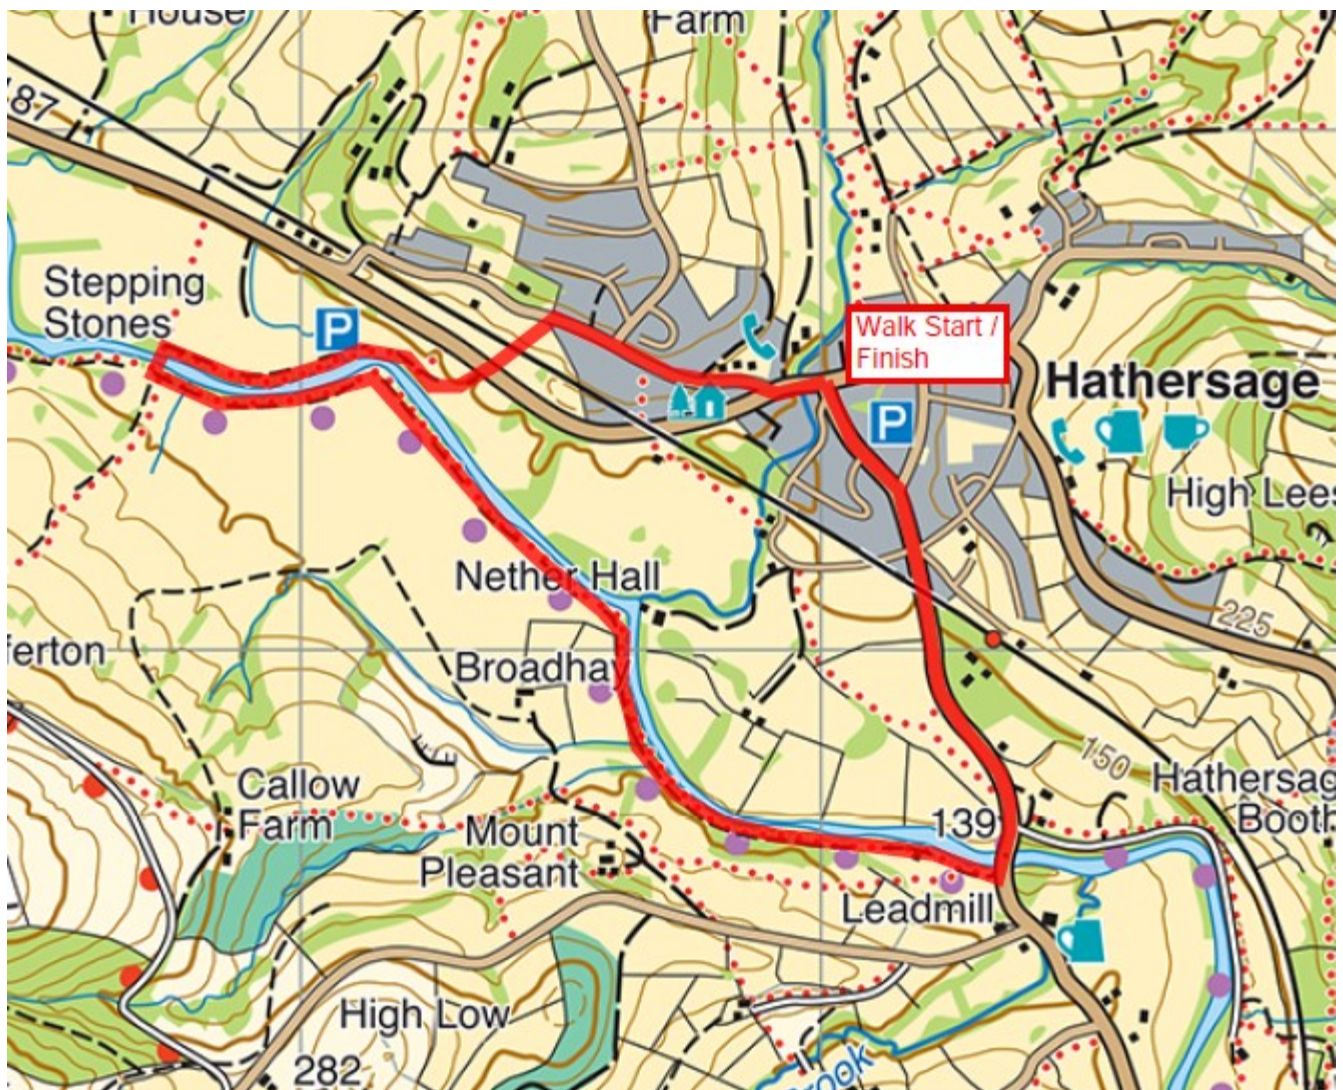 House
Farm
87
Stepping
Stones
P
Walk Start /
Finish
Hathersage
P
High Lees
Nether Hall
225
Broadhay
150
Callow
Farm
Mount
Pleasant
139
Leadmill
High Low
282